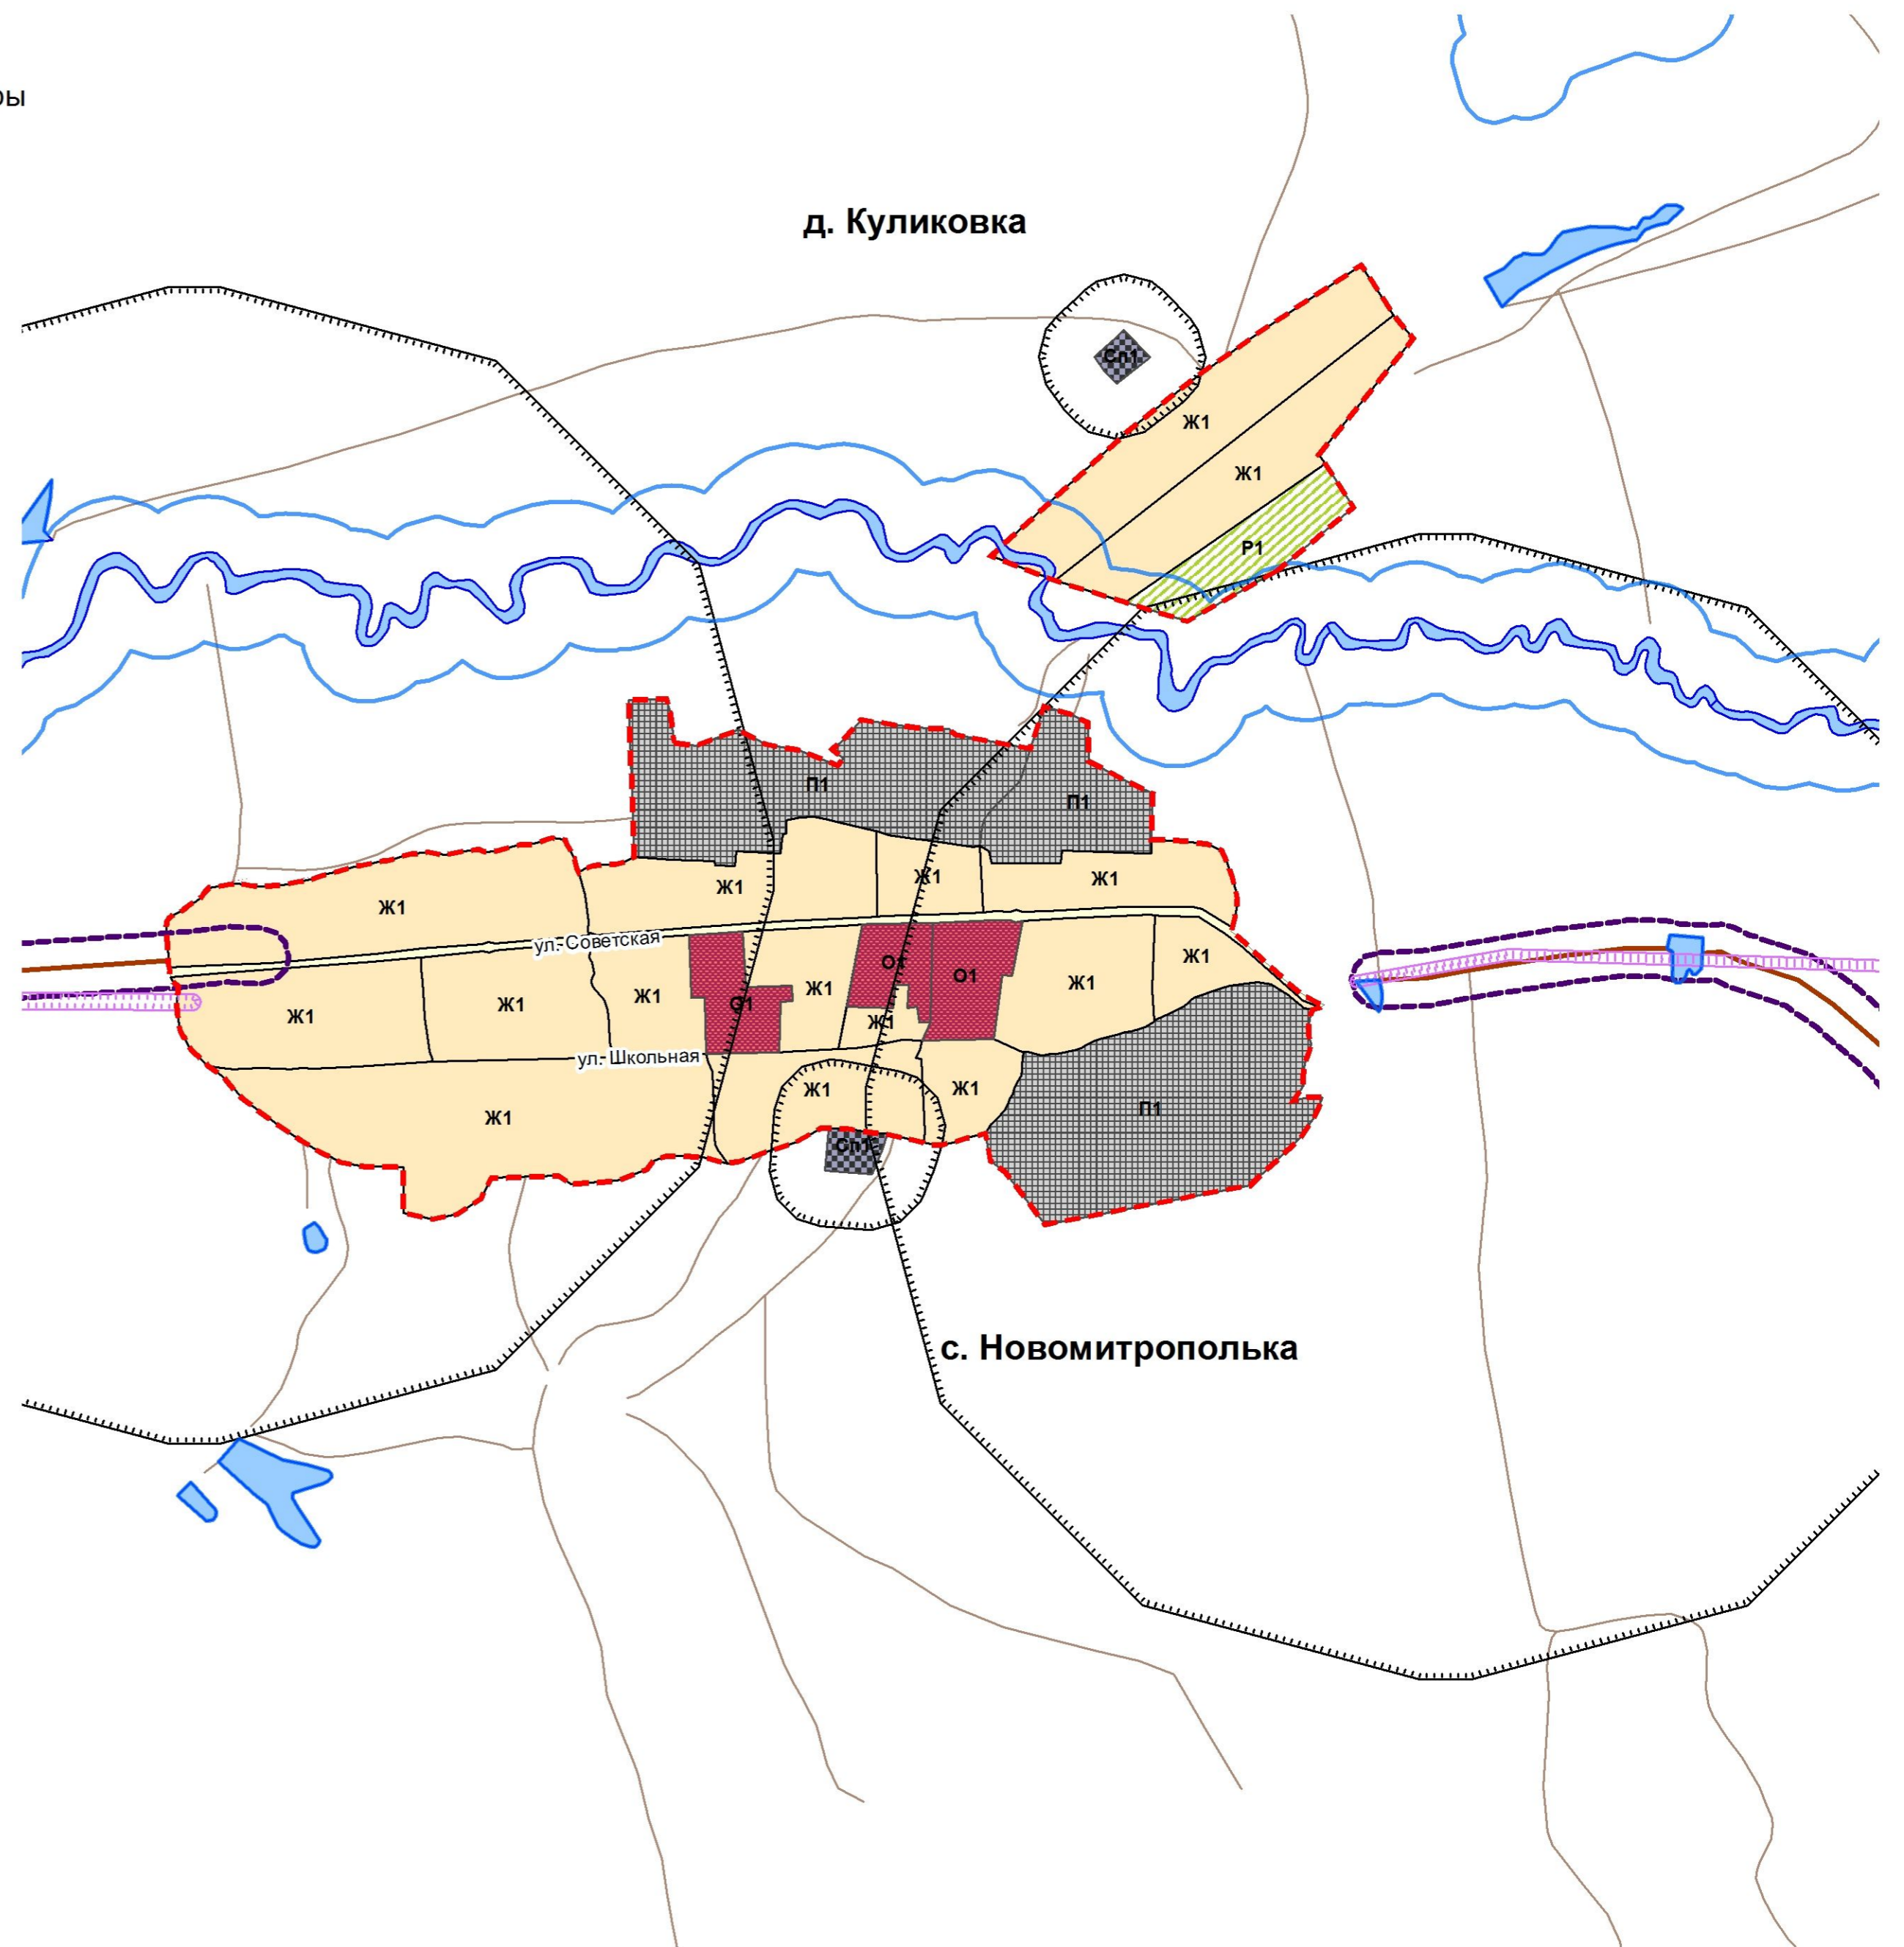 ры
д. Куликовка
Сп1
Ж1
Ж1
Р1
П1
П1
Ж1
Ж1
Ж1
Ж1
ул. Советская
О1
О1
Ж1
Ж1
Ж1
Ж1
Ж1
Ж1
О1
Ж1
ул. Школьная
Ж1
Ж1
Ж1
П1
Сп1
с. Новомитрополька